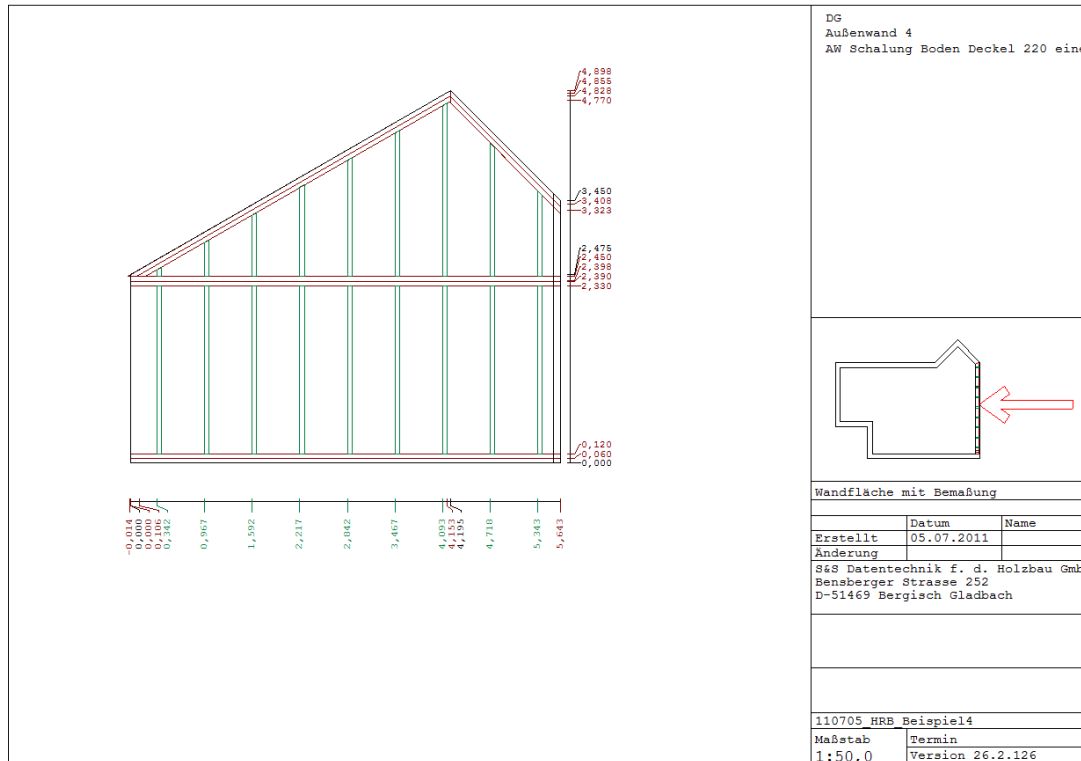 DG
Außenwand 4
AW Schalung Boden Deckel 220 eine
4,898
4,855
4,828
4,770
3,450
3,408
3,323
2,475
2,450
2,398
2,390
2,330
0,120
0,060
0,000
-0,014
0,000
0,000
0,106
0,342
0,967
1,592
2,217
2,842
3,467
4,093
4,153
4,195
4,718
5,343
5,643
Wandfläche mit Bemaßung
Datum Name
Erstellt 05.07.2011
Änderung
S&S Datentechnik f. d. Holzbau Gmb
Bensberger Strasse 252
D-51469 Bergisch Gladbach
110705_HRB_Beispiel4
Maßstab Termin
1:50,0 Version 26.2.126